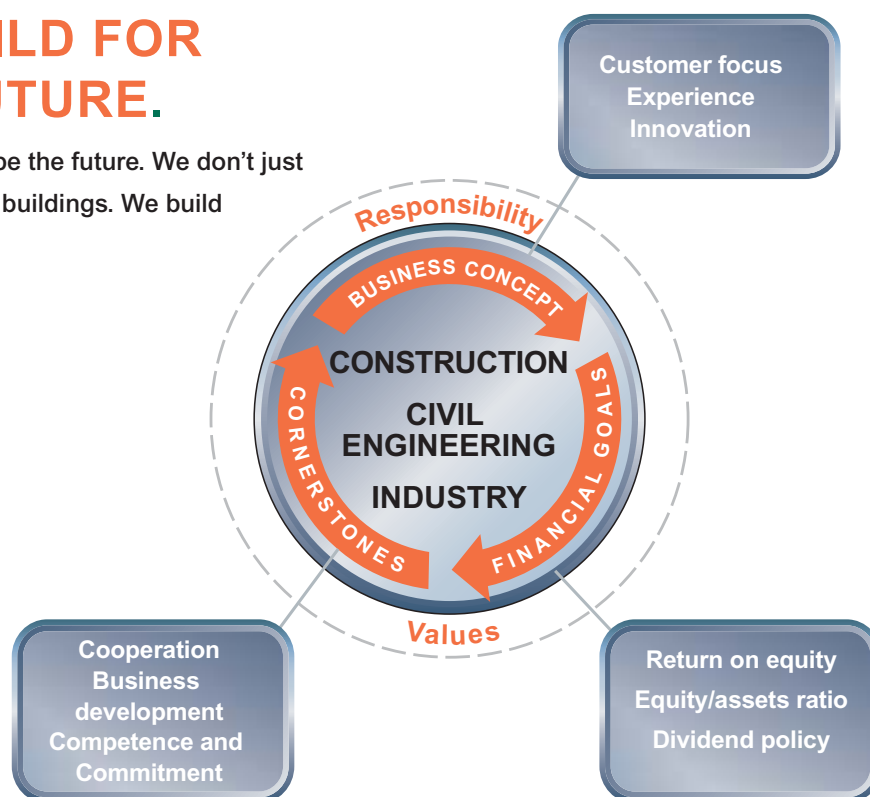 ILD FOR
UTURE.
be the future. We don’t just
buildings. We build
Customer focus
Experience
Innovation
Responsibility
BUSINESS CONCEPT
CONSTRUCTION
CIVIL
ENGINEERING
INDUSTRY
FINANCIAL GOALS
CORNERSTONES
Values
Cooperation
Business
development
Competence and
Commitment
Return on equity
Equity/assets ratio
Dividend policy